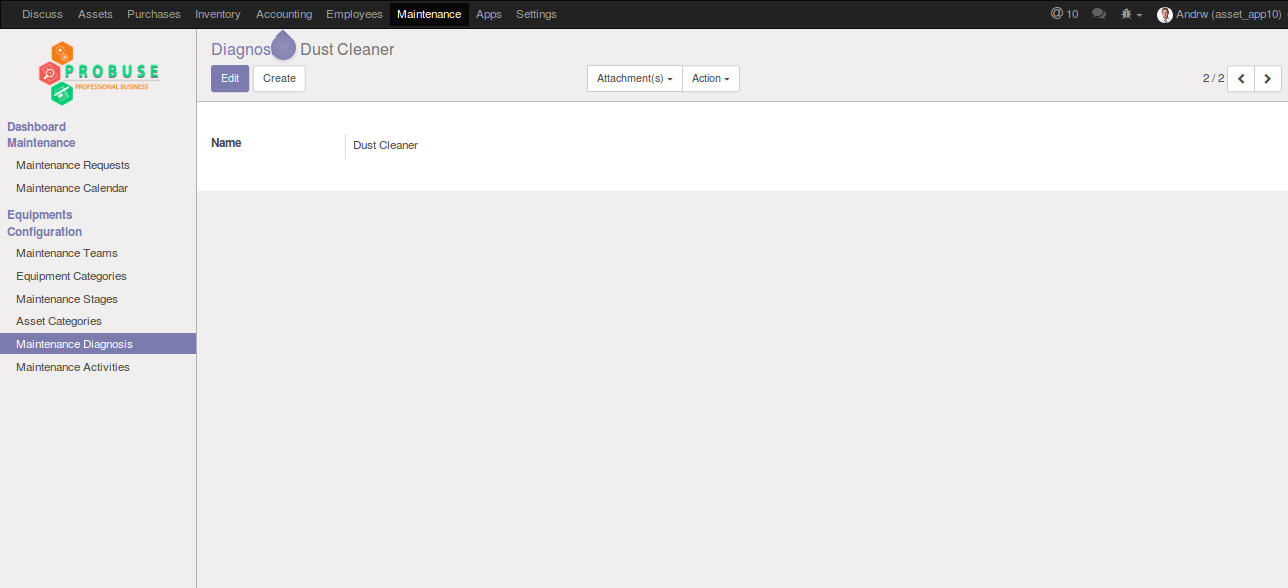 Discuss Assets Purchases Inventory Accounting Employees Maintenance Apps Settings @ 10 Andrw (asset_app10)
PROBUSE
PROFESSIONAL BUSINESS
Diagnos Dust Cleaner
Edit Create Attachment(s) Action 2 / 2
Dashboard
Maintenance
Maintenance Requests
Maintenance Calendar
Equipments
Configuration
Maintenance Teams
Equipment Categories
Maintenance Stages
Asset Categories
Maintenance Diagnosis
Maintenance Activities
Name Dust Cleaner